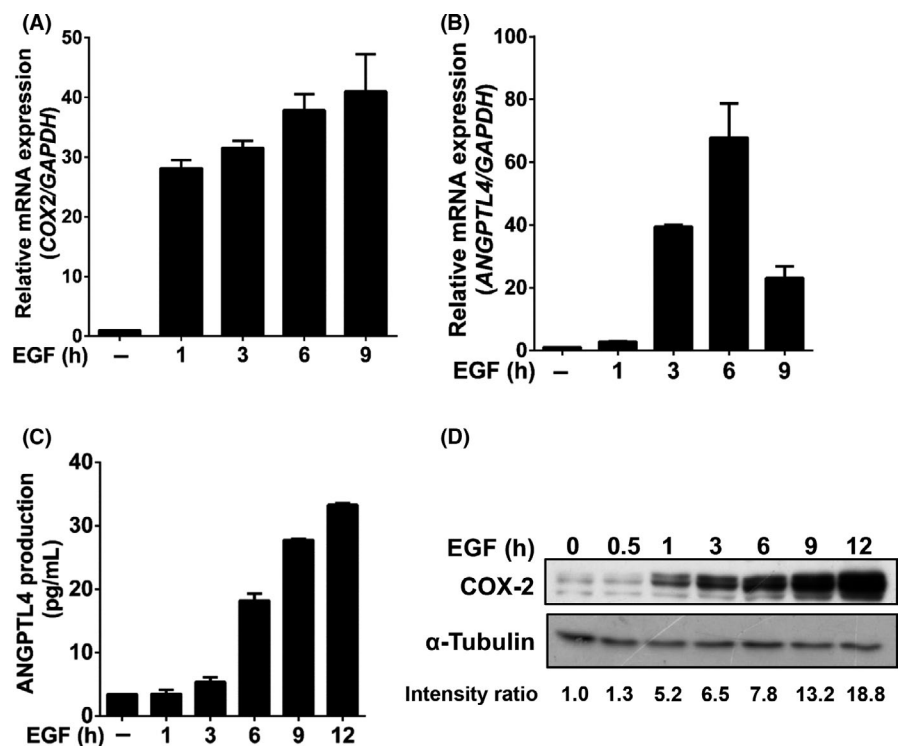 (A)
Relative mRNA expression
(COX2/GAPDH)
50
40
30
20
10
0
EGF (h) – 1 3 6 9
(B)
Relative mRNA expression
(ANGPTL4/GAPDH)
100
80
60
40
20
0
EGF (h) – 1 3 6 9
(C)
ANGPTL4 production
(pg/mL)
40
30
20
10
0
EGF (h) – 1 3 6 9 12
(D)
EGF (h) 0 0.5 1 3 6 9 12
COX-2
α-Tubulin
Intensity ratio 1.0 1.3 5.2 6.5 7.8 13.2 18.8